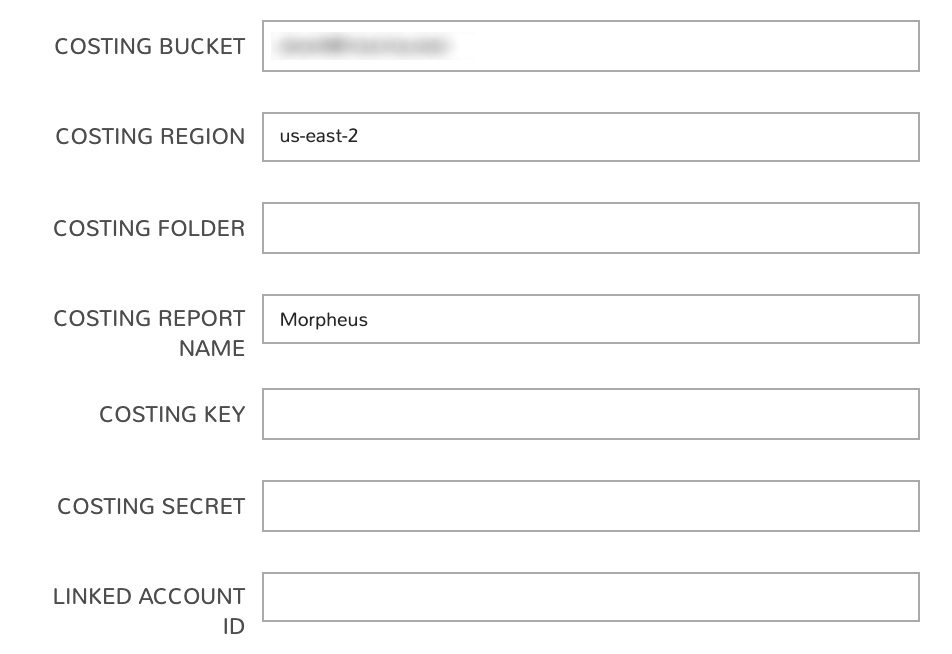 COSTING BUCKET
COSTING REGION us-east-2
COSTING FOLDER
COSTING REPORT Morpheus
NAME
COSTING KEY
COSTING SECRET
LINKED ACCOUNT
ID